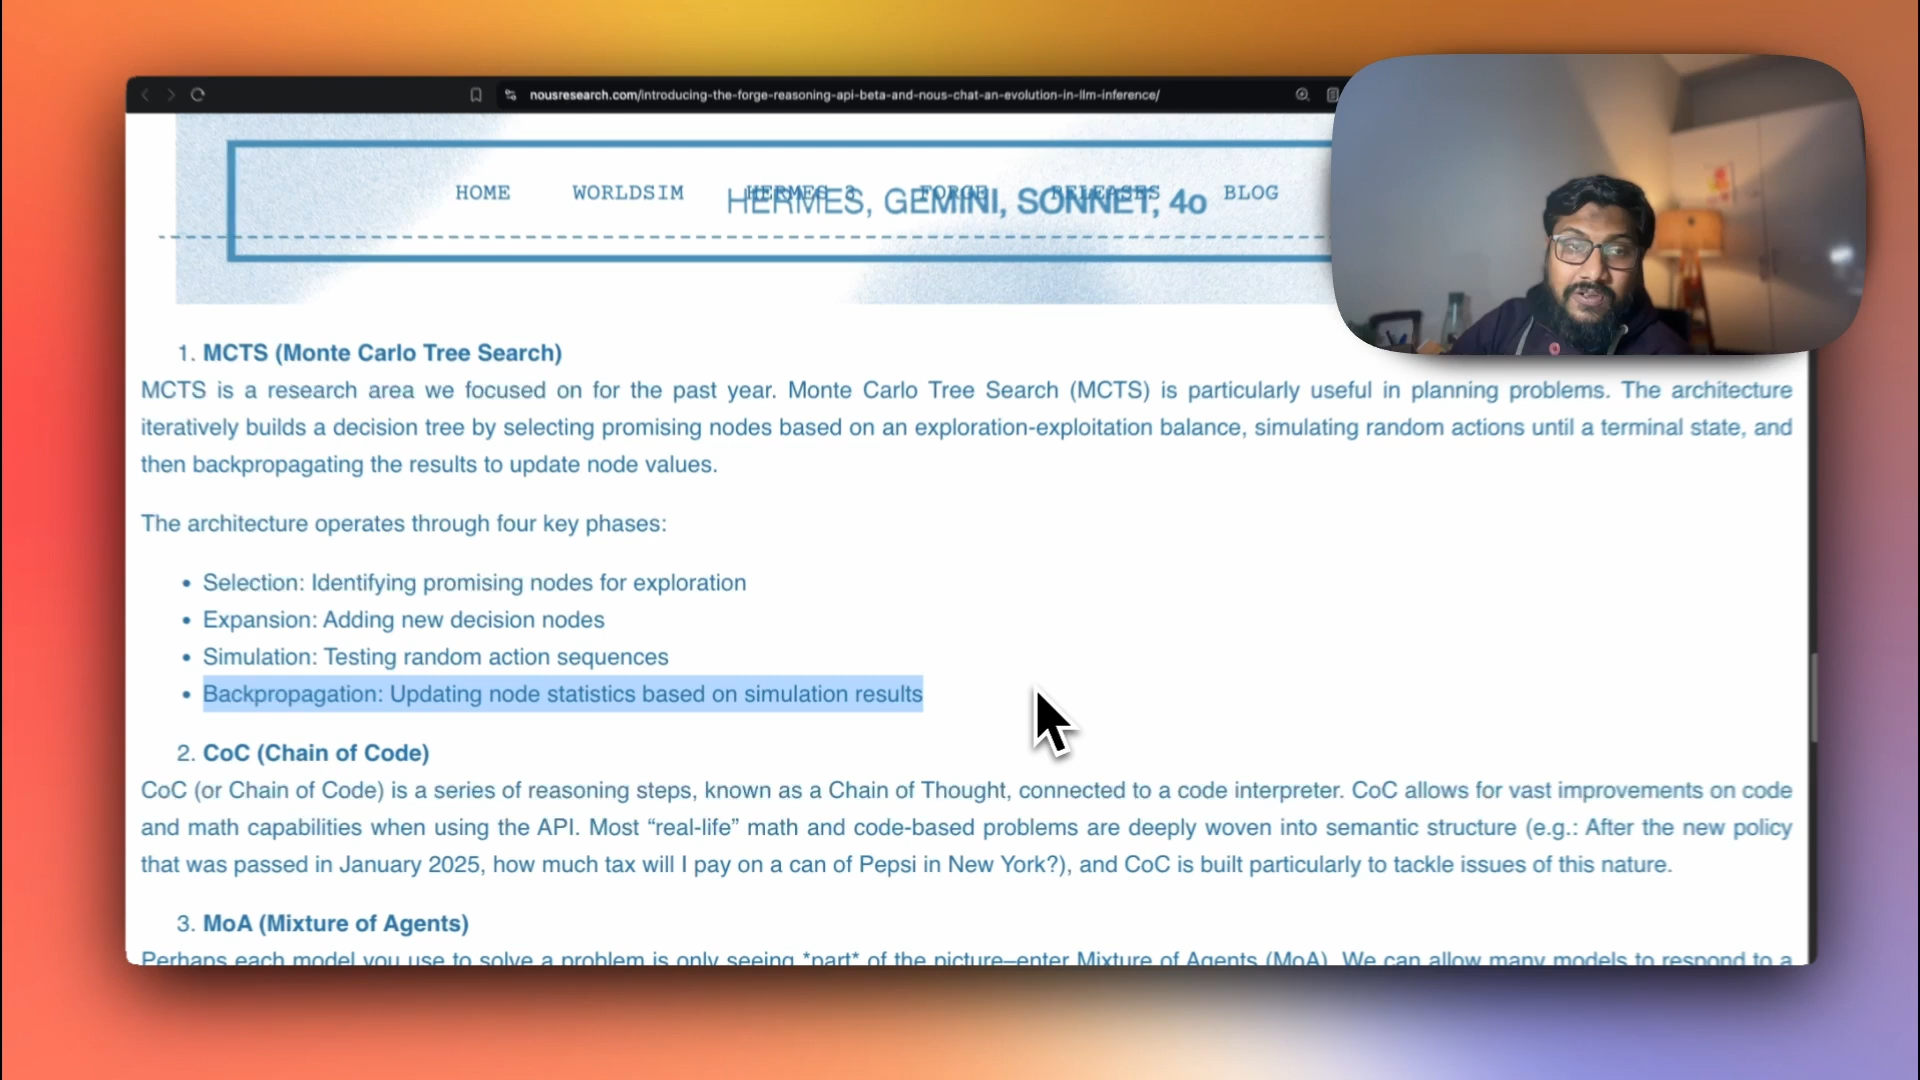 nousresearch.com/introducing-the-forge-reasoning-api-beta-and-nous-chat-an-evolution-in-llm-inference/
HOME WORLDSIM HERMES 3 FORGE RELEASES BLOG
HERMES, GEMINI, SONNET, 4o
1. MCTS (Monte Carlo Tree Search)
MCTS is a research area we focused on for the past year. Monte Carlo Tree Search (MCTS) is particularly useful in planning problems. The architecture
iteratively builds a decision tree by selecting promising nodes based on an exploration-exploitation balance, simulating random actions until a terminal state, and
then backpropagating the results to update node values.
The architecture operates through four key phases:
• Selection: Identifying promising nodes for exploration
• Expansion: Adding new decision nodes
• Simulation: Testing random action sequences
• Backpropagation: Updating node statistics based on simulation results
2. CoC (Chain of Code)
CoC (or Chain of Code) is a series of reasoning steps, known as a Chain of Thought, connected to a code interpreter. CoC allows for vast improvements on code
and math capabilities when using the API. Most “real-life” math and code-based problems are deeply woven into semantic structure (e.g.: After the new policy
that was passed in January 2025, how much tax will I pay on a can of Pepsi in New York?), and CoC is built particularly to tackle issues of this nature.
3. MoA (Mixture of Agents)
Perhaps each model you use to solve a problem is only seeing *part* of the picture–enter Mixture of Agents (MoA). We can allow many models to respond to a